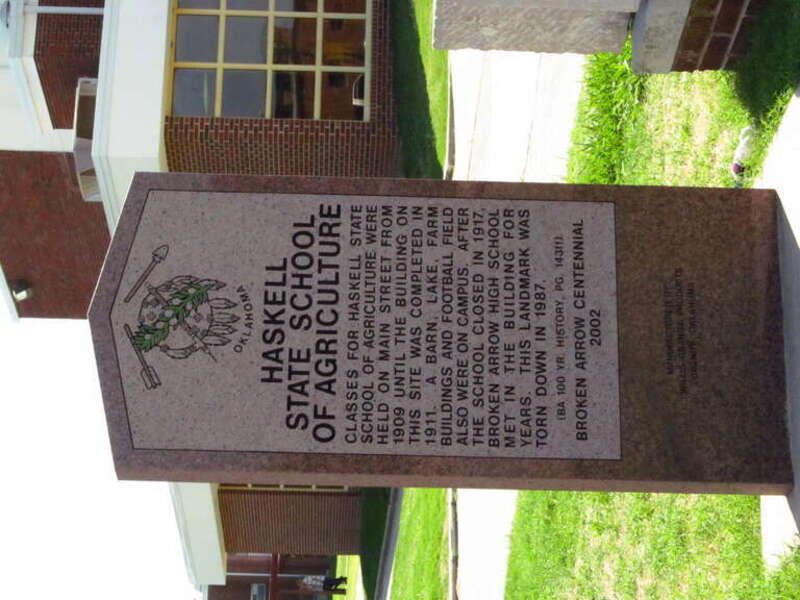 OKLAHOMA
HASKELL
STATE SCHOOL
OF AGRICULTURE
CLASSES FOR HASKELL STATE
SCHOOL OF AGRICULTURE WERE
HELD ON MAIN STREET FROM
1909 UNTIL THE BUILDING ON
THIS SITE WAS COMPLETED IN
1911. A BARN, LAKE, FARM
BUILDINGS AND FOOTBALL FIELD
ALSO WERE ON CAMPUS. AFTER
THE SCHOOL CLOSED IN 1917,
BROKEN ARROW HIGH SCHOOL
MET IN THE BUILDING FOR
YEARS. THIS LANDMARK WAS
TORN DOWN IN 1987.
(BA 100 YR. HISTORY, PG. 143(1).
BROKEN ARROW CENTENNIAL
2002